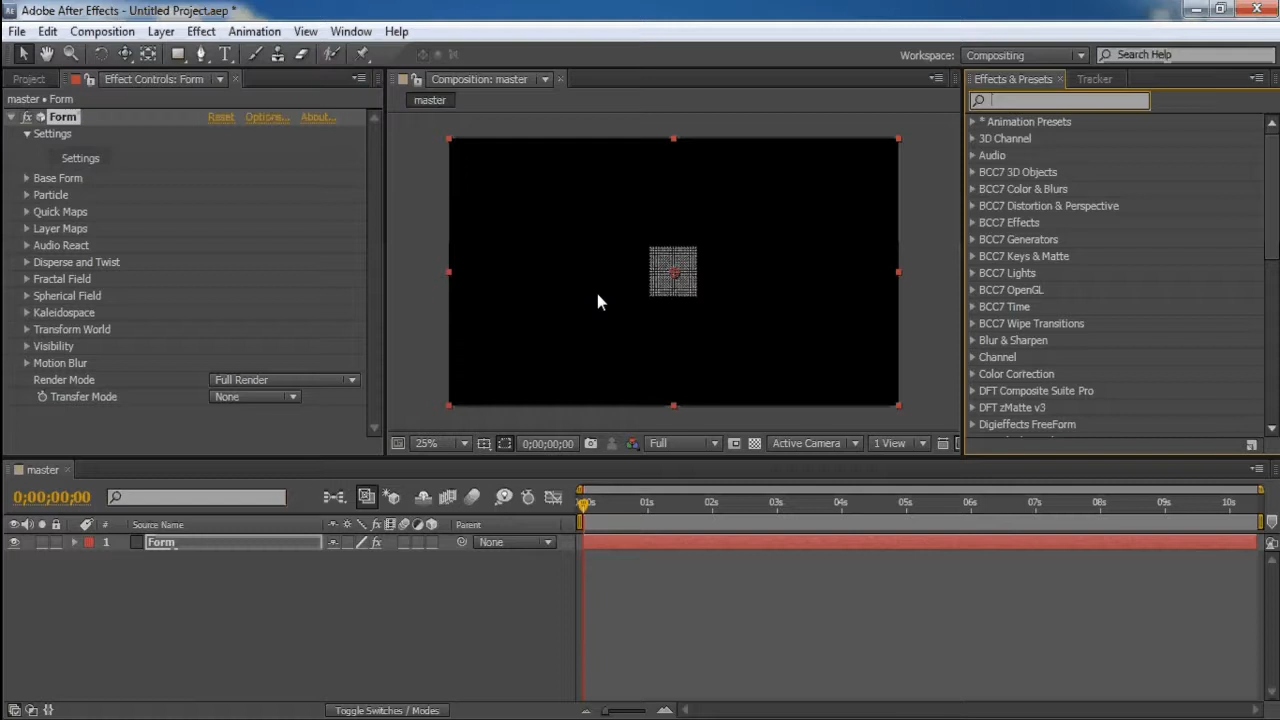 Adobe After Effects - Untitled Project.aep *
File Edit Composition Layer Effect Animation View Window Help
Workspace: Compositing Search Help
Project Effect Controls: Form Composition: master Effects & Presets Tracker
master • Form
master
fx Form Reset Options... About...
Settings
Settings
Base Form
Particle
Quick Maps
Layer Maps
Audio React
Disperse and Twist
Fractal Field
Spherical Field
Kaleidospace
Transform World
Visibility
Motion Blur
Render Mode Full Render
Transfer Mode None
* Animation Presets
3D Channel
Audio
BCC7 3D Objects
BCC7 Color & Blurs
BCC7 Distortion & Perspective
BCC7 Effects
BCC7 Generators
BCC7 Keys & Matte
BCC7 Lights
BCC7 OpenGL
BCC7 Time
BCC7 Wipe Transitions
Blur & Sharpen
Channel
Color Correction
DFT Composite Suite Pro
DFT zMatte v3
Digieffects FreeForm
25% 0;00;00;00 Full Active Camera 1 View
master
0;00;00;00
01s 02s 03s 04s 05s 06s 07s 08s 09s 10s
# Source Name fx Parent
1 Form fx None
Toggle Switches / Modes